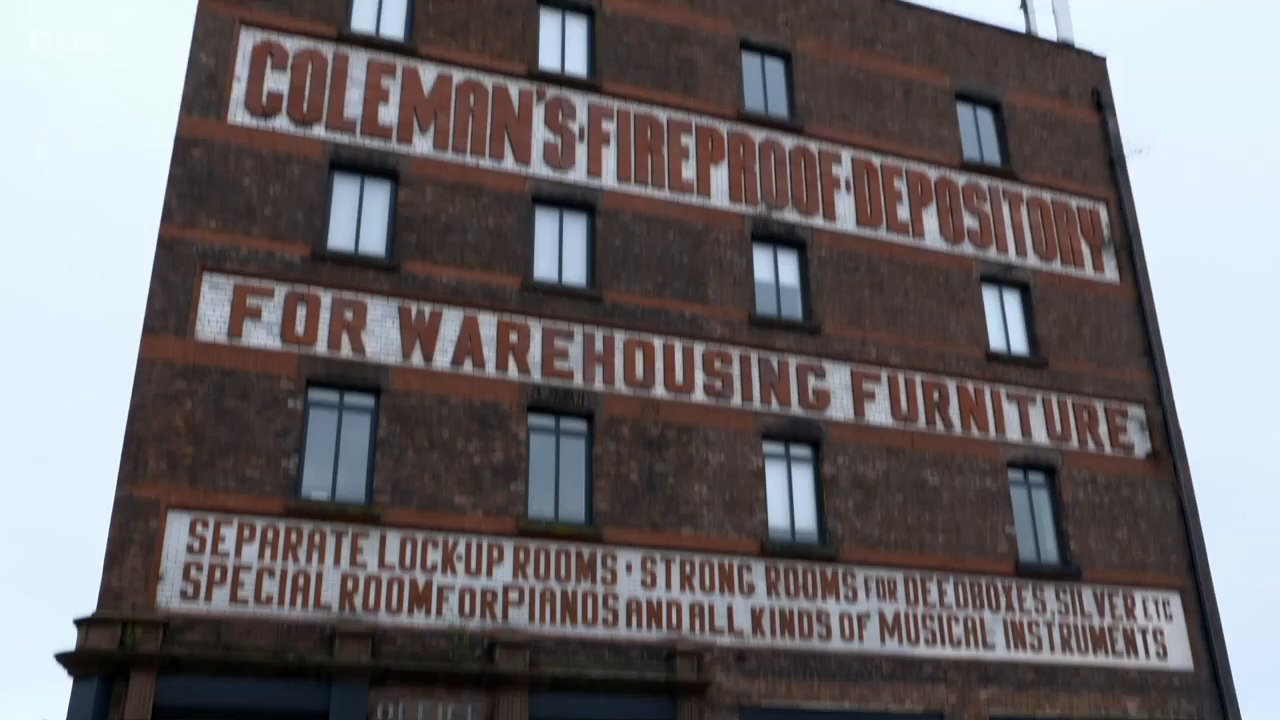 COLEMAN'S·FIREPROOF·DEPOSITORY
FOR WAREHOUSING FURNITURE
SEPARATE LOCK-UP ROOMS · STRONG ROOMS FOR DEEDBOXES, SILVER ETC
SPECIAL ROOM FOR PIANOS AND ALL KINDS OF MUSICAL INSTRUMENTS